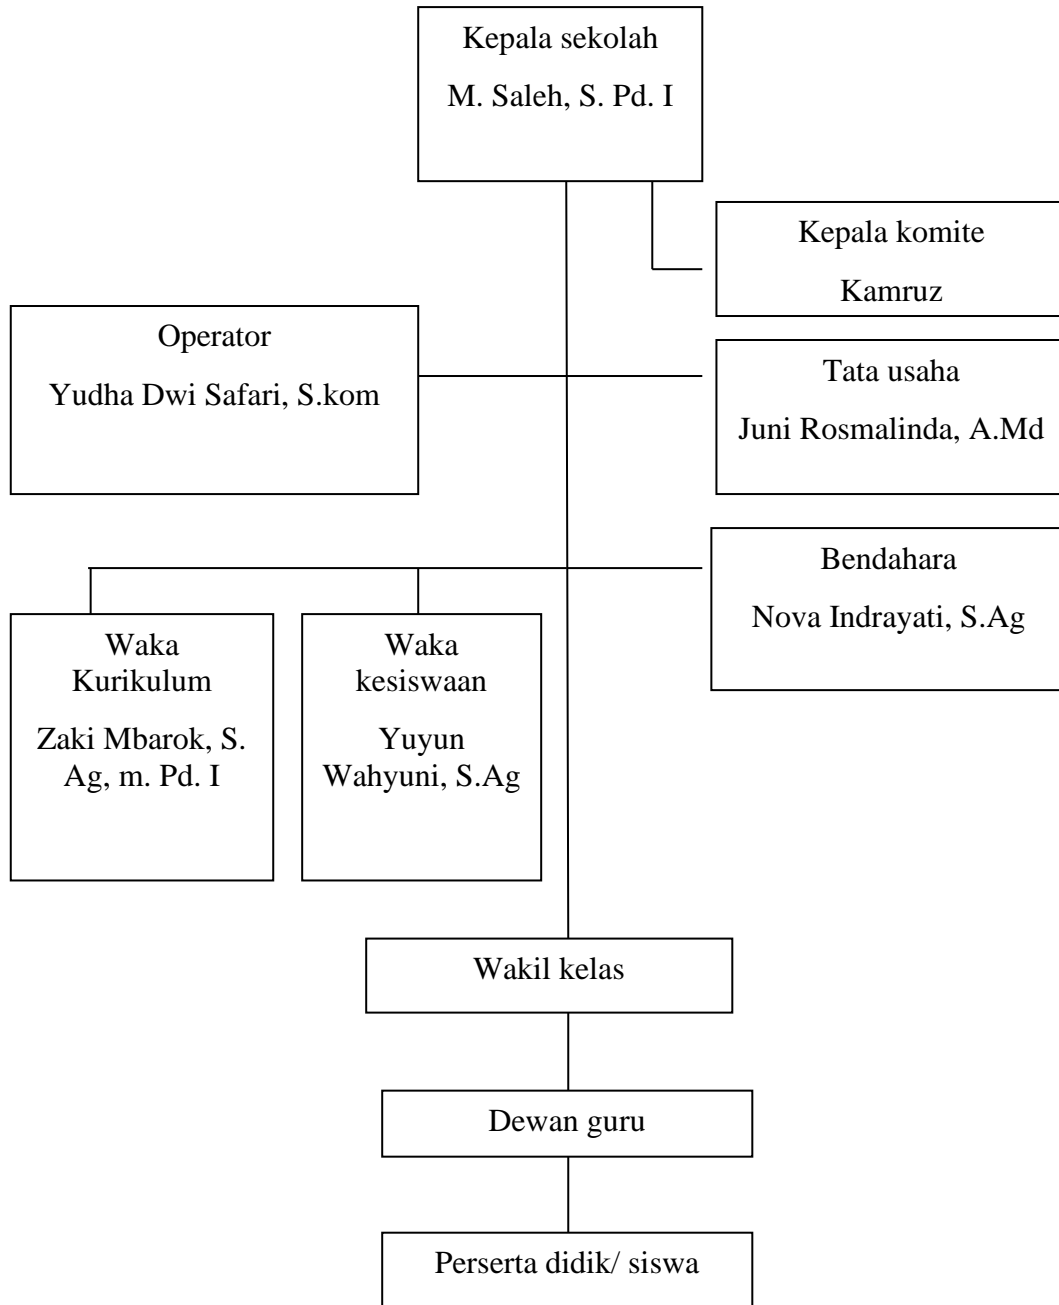 Kepala sekolah
M. Saleh, S. Pd. I
Kepala komite
Kamruz
Operator
Yudha Dwi Safari, S.kom
Tata usaha
Juni Rosmalinda, A.Md
Bendahara
Nova Indrayati, S.Ag
Waka
Kurikulum
Zaki Mbarok, S.
Ag, m. Pd. I
Waka
kesiswaan
Yuyun
Wahyuni, S.Ag
Wakil kelas
Dewan guru
Perserta didik/ siswa